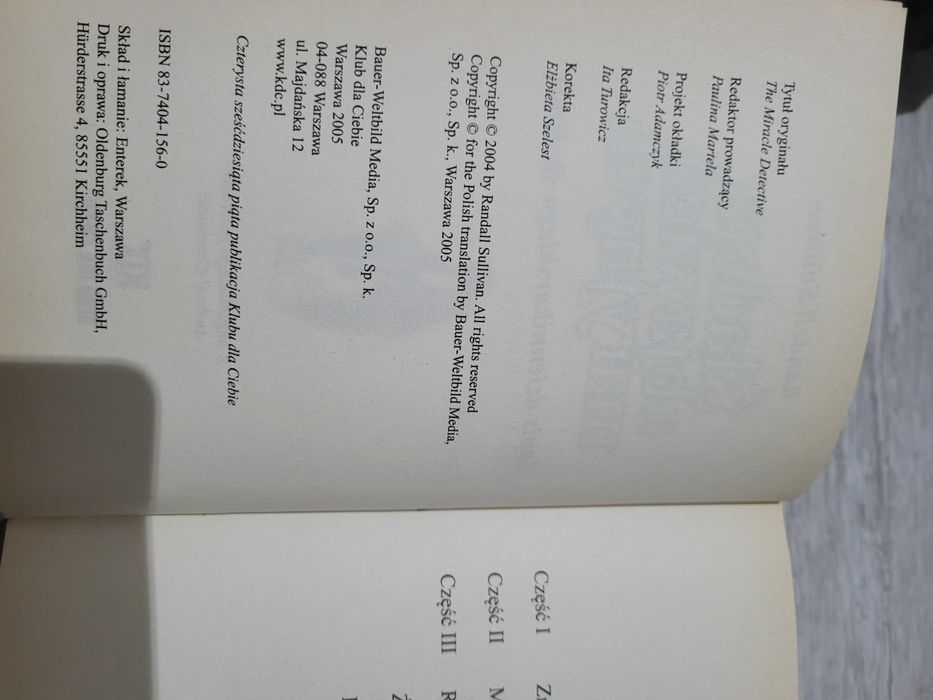 Tytuł oryginału
The Miracle Detective
Redaktor prowadzący
Paulina Martela
Projekt okładki
Piotr Adamczyk
Redakcja
Ita Turowicz
Korekta
Elżbieta Szelest
Copyright © 2004 by Randall Sullivan. All rights reserved
Copyright © for the Polish translation by Bauer-Weltbild Media,
Sp. z o.o., Sp. k., Warszawa 2005
Bauer-Weltbild Media, Sp. z o.o., Sp. k.
Klub dla Ciebie
Warszawa 2005
04-088 Warszawa
ul. Majdańska 12
www.kdc.pl
Czterysta sześćdziesiąta piąta publikacja Klubu dla Ciebie
ISBN 83-7404-156-0
Skład i łamanie: Enterek, Warszawa
Druk i oprawa: Oldenburg Taschenbuch GmbH,
Hürderstrasse 4, 85551 Kirchheim
Część I
Część II
Część III